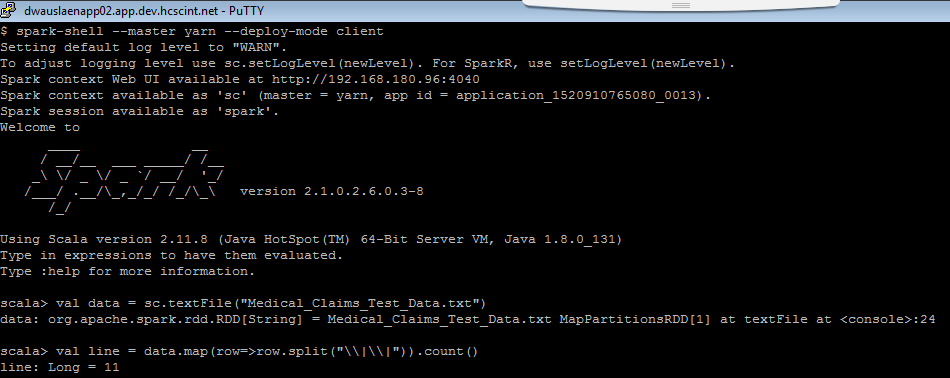 dwauslaenapp02.app.dev.hcscint.net - PuTTY
$ spark-shell --master yarn --deploy-mode client
Setting default log level to "WARN".
To adjust logging level use sc.setLogLevel(newLevel). For SparkR, use setLogLevel(newLevel).
Spark context Web UI available at http://192.168.180.96:4040
Spark context available as 'sc' (master = yarn, app id = application_1520910765080_0013).
Spark session available as 'spark'.
Welcome to
      ____              __
     / __/__  ___ _____/ /__
    _\ \/ _ \/ _ `/ __/  '_/
   /___/ .__/\_,_/_/ /_/\_\   version 2.1.0.2.6.0.3-8
      /_/
Using Scala version 2.11.8 (Java HotSpot(TM) 64-Bit Server VM, Java 1.8.0_131)
Type in expressions to have them evaluated.
Type :help for more information.
scala> val data = sc.textFile("Medical_Claims_Test_Data.txt")
data: org.apache.spark.rdd.RDD[String] = Medical_Claims_Test_Data.txt MapPartitionsRDD[1] at textFile at <console>:24
scala> val line = data.map(row=>row.split("\\|\\|")).count()
line: Long = 11